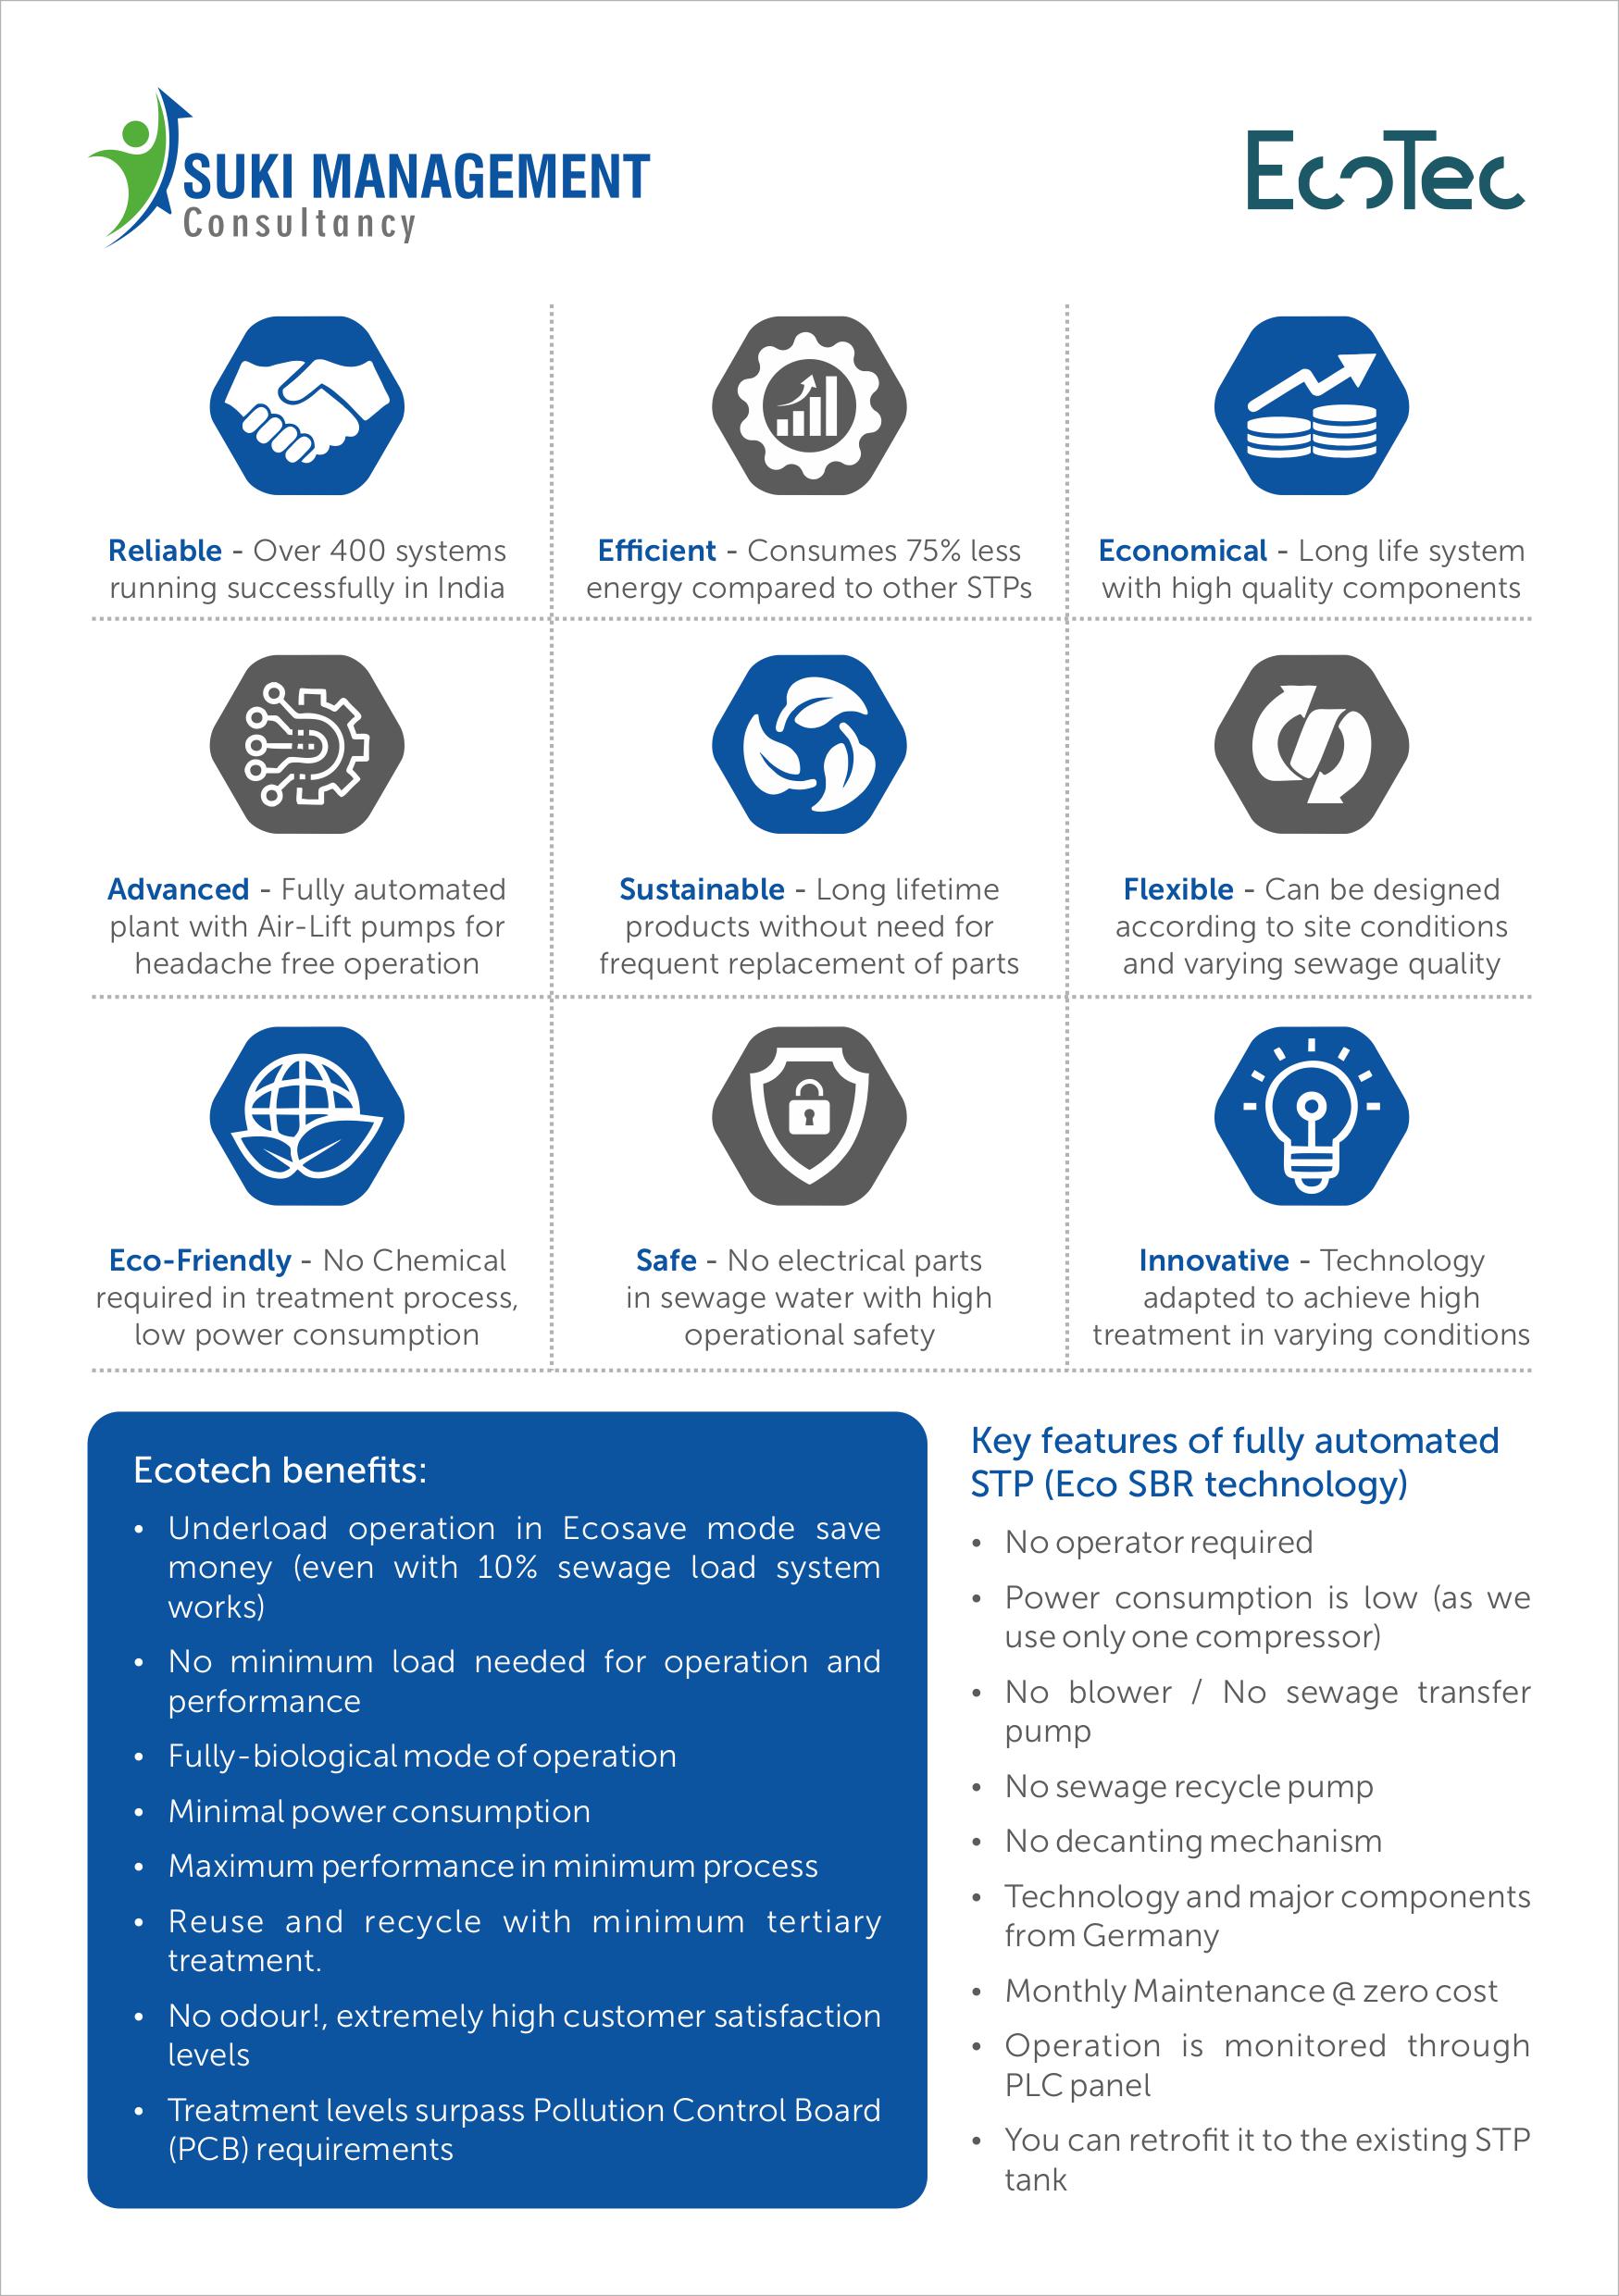 SUKI MANAGEMENT
Consultancy
EcoTec
Reliable - Over 400 systems
running successfully in India
Efficient - Consumes 75% less
energy compared to other STPs
Economical - Long life system
with high quality components
Advanced - Fully automated
plant with Air-Lift pumps for
headache free operation
Sustainable - Long lifetime
products without need for
frequent replacement of parts
Flexible - Can be designed
according to site conditions
and varying sewage quality
Eco-Friendly - No Chemical
required in treatment process,
low power consumption
Safe - No electrical parts
in sewage water with high
operational safety
Innovative - Technology
adapted to achieve high
treatment in varying conditions
Ecotech benefits:
• Underload operation in Ecosave mode save
money (even with 10% sewage load system
works)
• No minimum load needed for operation and
performance
• Fully-biological mode of operation
• Minimal power consumption
• Maximum performance in minimum process
• Reuse and recycle with minimum tertiary
treatment.
• No odour!, extremely high customer satisfaction
levels
• Treatment levels surpass Pollution Control Board
(PCB) requirements
Key features of fully automated
STP (Eco SBR technology)
• No operator required
• Power consumption is low (as we
use only one compressor)
• No blower / No sewage transfer
pump
• No sewage recycle pump
• No decanting mechanism
• Technology and major components
from Germany
• Monthly Maintenance @ zero cost
• Operation is monitored through
PLC panel
• You can retrofit it to the existing STP
tank